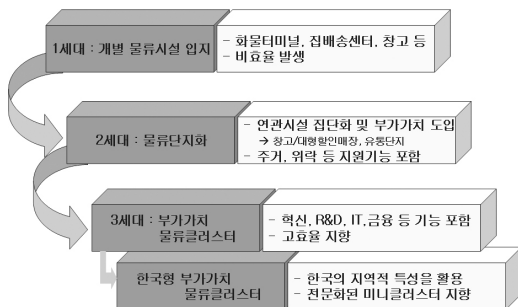 1세대 : 개별 물류시설 입지
- 화물터미널, 집배송센터, 창고 등
- 비효율 발생
2세대 : 물류단지화
- 연관시설 집단화 및 부가가치 도입
→ 창고/대형할인매장, 유통단지
- 주거, 위락 등 지원기능 포함
3세대 : 부가가치
물류클러스터
- 혁신, R&D, IT,금융 등 기능 포함
- 고효율 지향
한국형 부가가치
물류클러스터
- 한국의 지역적 특성을 활용
- 전문화된 미니클러스터 지향